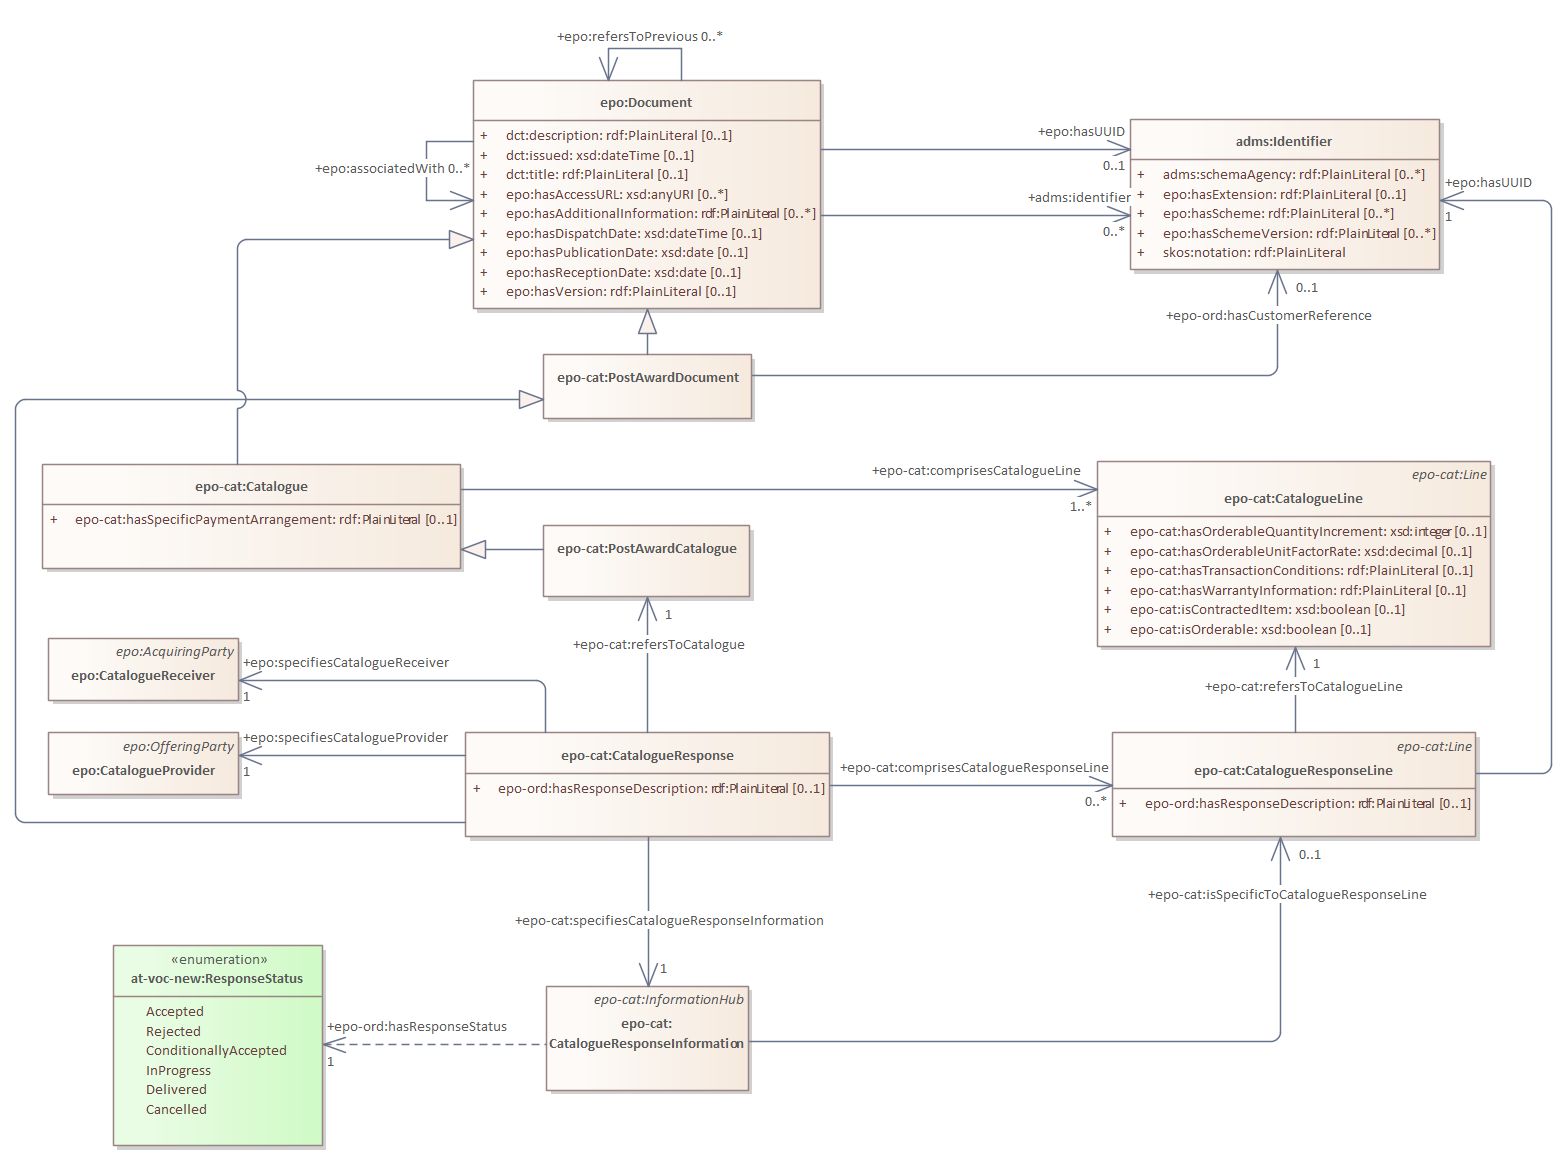 +epo:refersToPrevious 0..*
epo:Document
+ dct:description: rdf:PlainLiteral [0..1]
+ dct:issued: xsd:dateTime [0..1]
+ dct:title: rdf:PlainLiteral [0..1]
+ epo:hasAccessURL: xsd:anyURI [0..*]
+ epo:hasAdditionalInformation: rdf:PlainLiteral [0..*]
+ epo:hasDispatchDate: xsd:dateTime [0..1]
+ epo:hasPublicationDate: xsd:date [0..1]
+ epo:hasReceptionDate: xsd:date [0..1]
+ epo:hasVersion: rdf:PlainLiteral [0..1]
+epo:associatedWith 0..*
+epo:hasUUID
0..1
+adms:identifier
0..*
adms:Identifier
+ adms:schemaAgency: rdf:PlainLiteral [0..*]
+ epo:hasExtension: rdf:PlainLiteral [0..1]
+ epo:hasScheme: rdf:PlainLiteral [0..*]
+ epo:hasSchemeVersion: rdf:PlainLiteral [0..*]
+ skos:notation: rdf:PlainLiteral
+epo:hasUUID
1
0..1
+epo-ord:hasCustomerReference
epo-cat:PostAwardDocument
epo-cat:Catalogue
+ epo-cat:hasSpecificPaymentArrangement: rdf:PlainLiteral [0..1]
+epo-cat:comprisesCatalogueLine
1..*
epo-cat:Line
epo-cat:CatalogueLine
+ epo-cat:hasOrderableQuantityIncrement: xsd:integer [0..1]
+ epo-cat:hasOrderableUnitFactorRate: xsd:decimal [0..1]
+ epo-cat:hasTransactionConditions: rdf:PlainLiteral [0..1]
+ epo-cat:hasWarrantyInformation: rdf:PlainLiteral [0..1]
+ epo-cat:isContractedItem: xsd:boolean [0..1]
+ epo-cat:isOrderable: xsd:boolean [0..1]
epo-cat:PostAwardCatalogue
1
+epo-cat:refersToCatalogue
epo:AcquiringParty
epo:CatalogueReceiver
+epo:specifiesCatalogueReceiver
1
epo:OfferingParty
epo:CatalogueProvider
+epo:specifiesCatalogueProvider
1
1
+epo-cat:refersToCatalogueLine
epo-cat:CatalogueResponse
+ epo-ord:hasResponseDescription: rdf:PlainLiteral [0..1]
+epo-cat:comprisesCatalogueResponseLine
0..*
epo-cat:Line
epo-cat:CatalogueResponseLine
+ epo-ord:hasResponseDescription: rdf:PlainLiteral [0..1]
0..1
+epo-cat:isSpecificToCatalogueResponseLine
+epo-cat:specifiesCatalogueResponseInformation
1
epo-cat:InformationHub
epo-cat:
CatalogueResponseInformation
+epo-ord:hasResponseStatus
1
«enumeration»
at-voc-new:ResponseStatus
Accepted
Rejected
ConditionallyAccepted
InProgress
Delivered
Cancelled